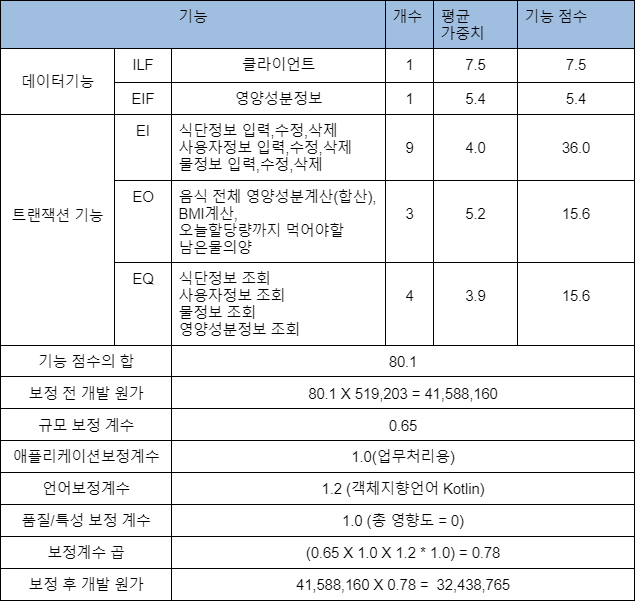 기능 개수 평균 가중치 기능 점수
데이터기능 ILF 클라이언트 1 7.5 7.5
EIF 영양성분정보 1 5.4 5.4
트랜잭션 기능 EI 식단정보 입력,수정,삭제
사용자정보 입력,수정,삭제
물정보 입력,수정,삭제 9 4.0 36.0
EO 음식 전체 영양성분계산(합산),
BMI계산,
오늘할당량까지 먹어야할
남은물의양 3 5.2 15.6
EQ 식단정보 조회
사용자정보 조회
물정보 조회
영양성분정보 조회 4 3.9 15.6
기능 점수의 합 80.1
보정 전 개발 원가 80.1 X 519,203 = 41,588,160
규모 보정 계수 0.65
애플리케이션보정계수 1.0(업무처리용)
언어보정계수 1.2 (객체지향언어 Kotlin)
품질/특성 보정 계수 1.0 (총 영향도 = 0)
보정계수 곱 (0.65 X 1.0 X 1.2 * 1.0) = 0.78
보정 후 개발 원가 41,588,160 X 0.78 = 32,438,765